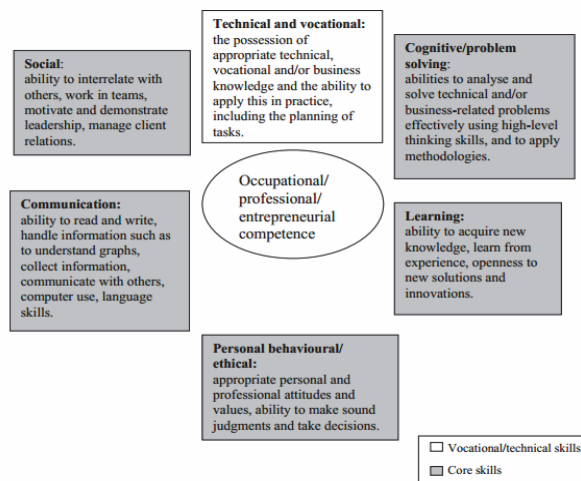 Technical and vocational:
the possession of
appropriate technical,
vocational and/or business
knowledge and the ability to
apply this in practice,
including the planning of
tasks.
Social:
ability to interrelate with
others, work in teams,
motivate and demonstrate
leadership, manage client
relations.
Cognitive/problem
solving:
abilities to analyse and
solve technical and/or
business-related problems
effectively using high-level
thinking skills, and to apply
methodologies.
Occupational/
professional/
entrepreneurial
competence
Communication:
ability to read and write,
handle information such as
to understand graphs,
collect information,
communicate with others,
computer use, language
skills.
Learning:
ability to acquire new
knowledge, learn from
experience, openness to
new solutions and
innovations.
Personal behavioural/
ethical:
appropriate personal and
professional attitudes and
values, ability to make sound
judgments and take decisions.
Vocational/technical skills
Core skills